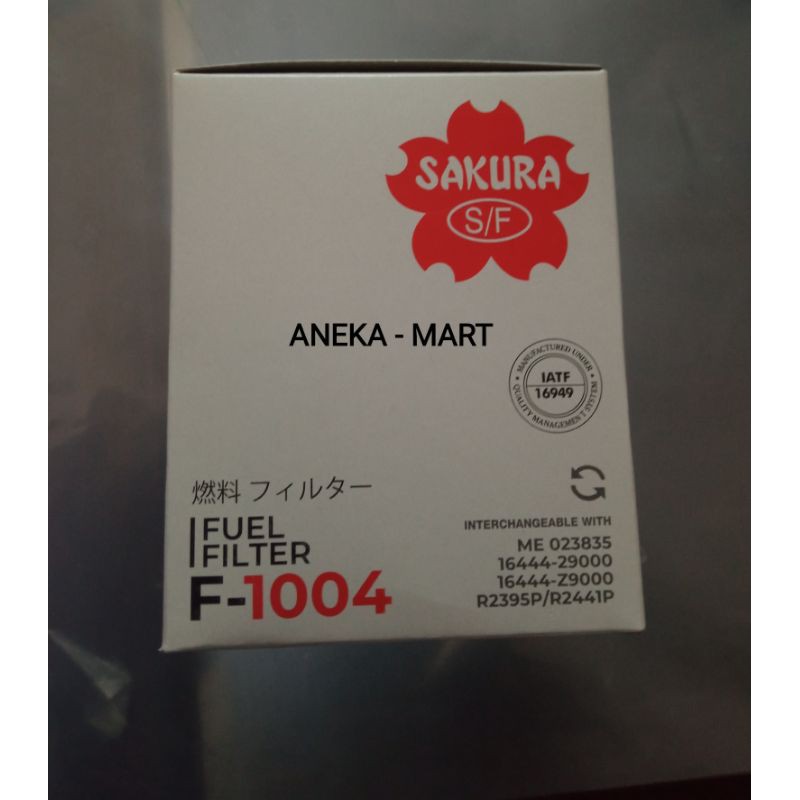 SAKURA
S/F
ANEKA - MART
MANUFACTURED UNDER
IATF
16949
QUALITY MANAGEMENT SYSTEM
燃料 フィルター
FUEL
FILTER
F-1004
INTERCHANGEABLE WITH
ME 023835
16444-29000
16444-Z9000
R2395P/R2441P